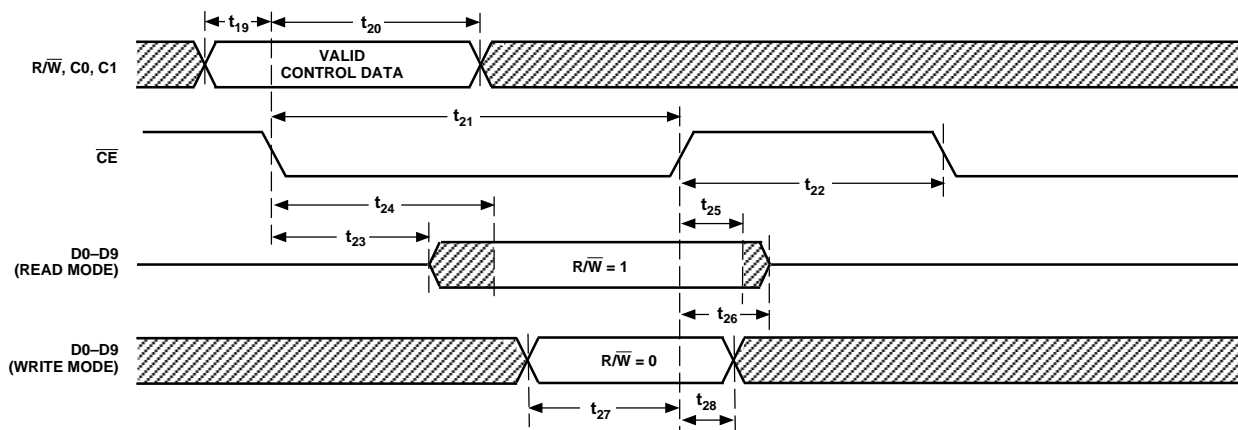 t19
t20
R/W̅, C0, C1
VALID
CONTROL DATA
t21
C̅E̅
t22
t24
t25
t23
D0–D9
(READ MODE)
R/W̅ = 1
t26
D0–D9
(WRITE MODE)
R/W̅ = 0
t27
t28